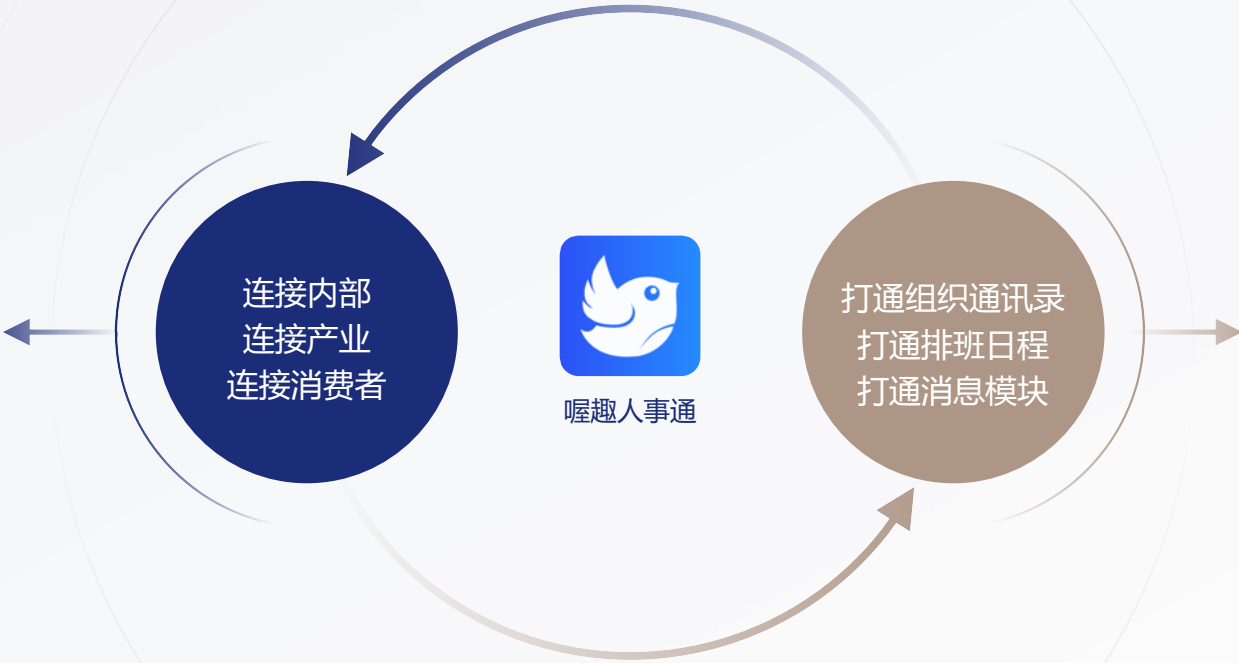 连接内部
连接产业
连接消费者
喔趣人事通
打通组织通讯录
打通排班日程
打通消息模块